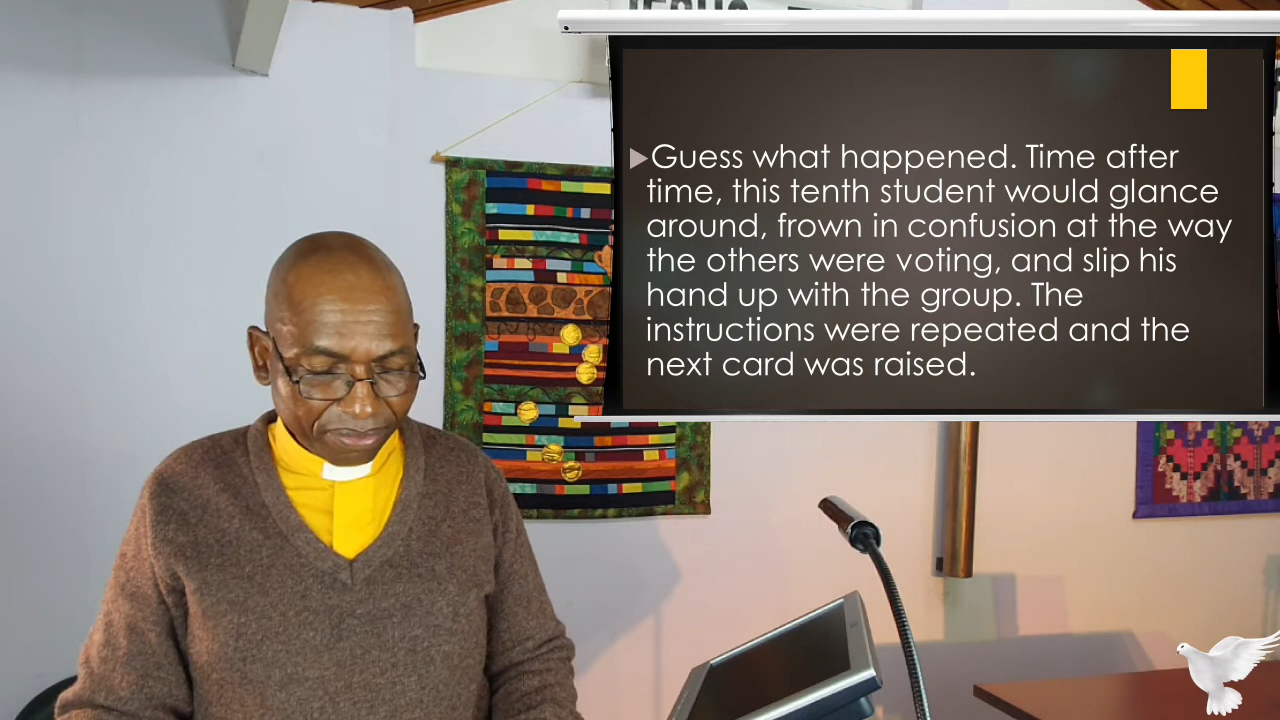 JESUS
Guess what happened. Time after
time, this tenth student would glance
around, frown in confusion at the way
the others were voting, and slip his
hand up with the group. The
instructions were repeated and the
next card was raised.